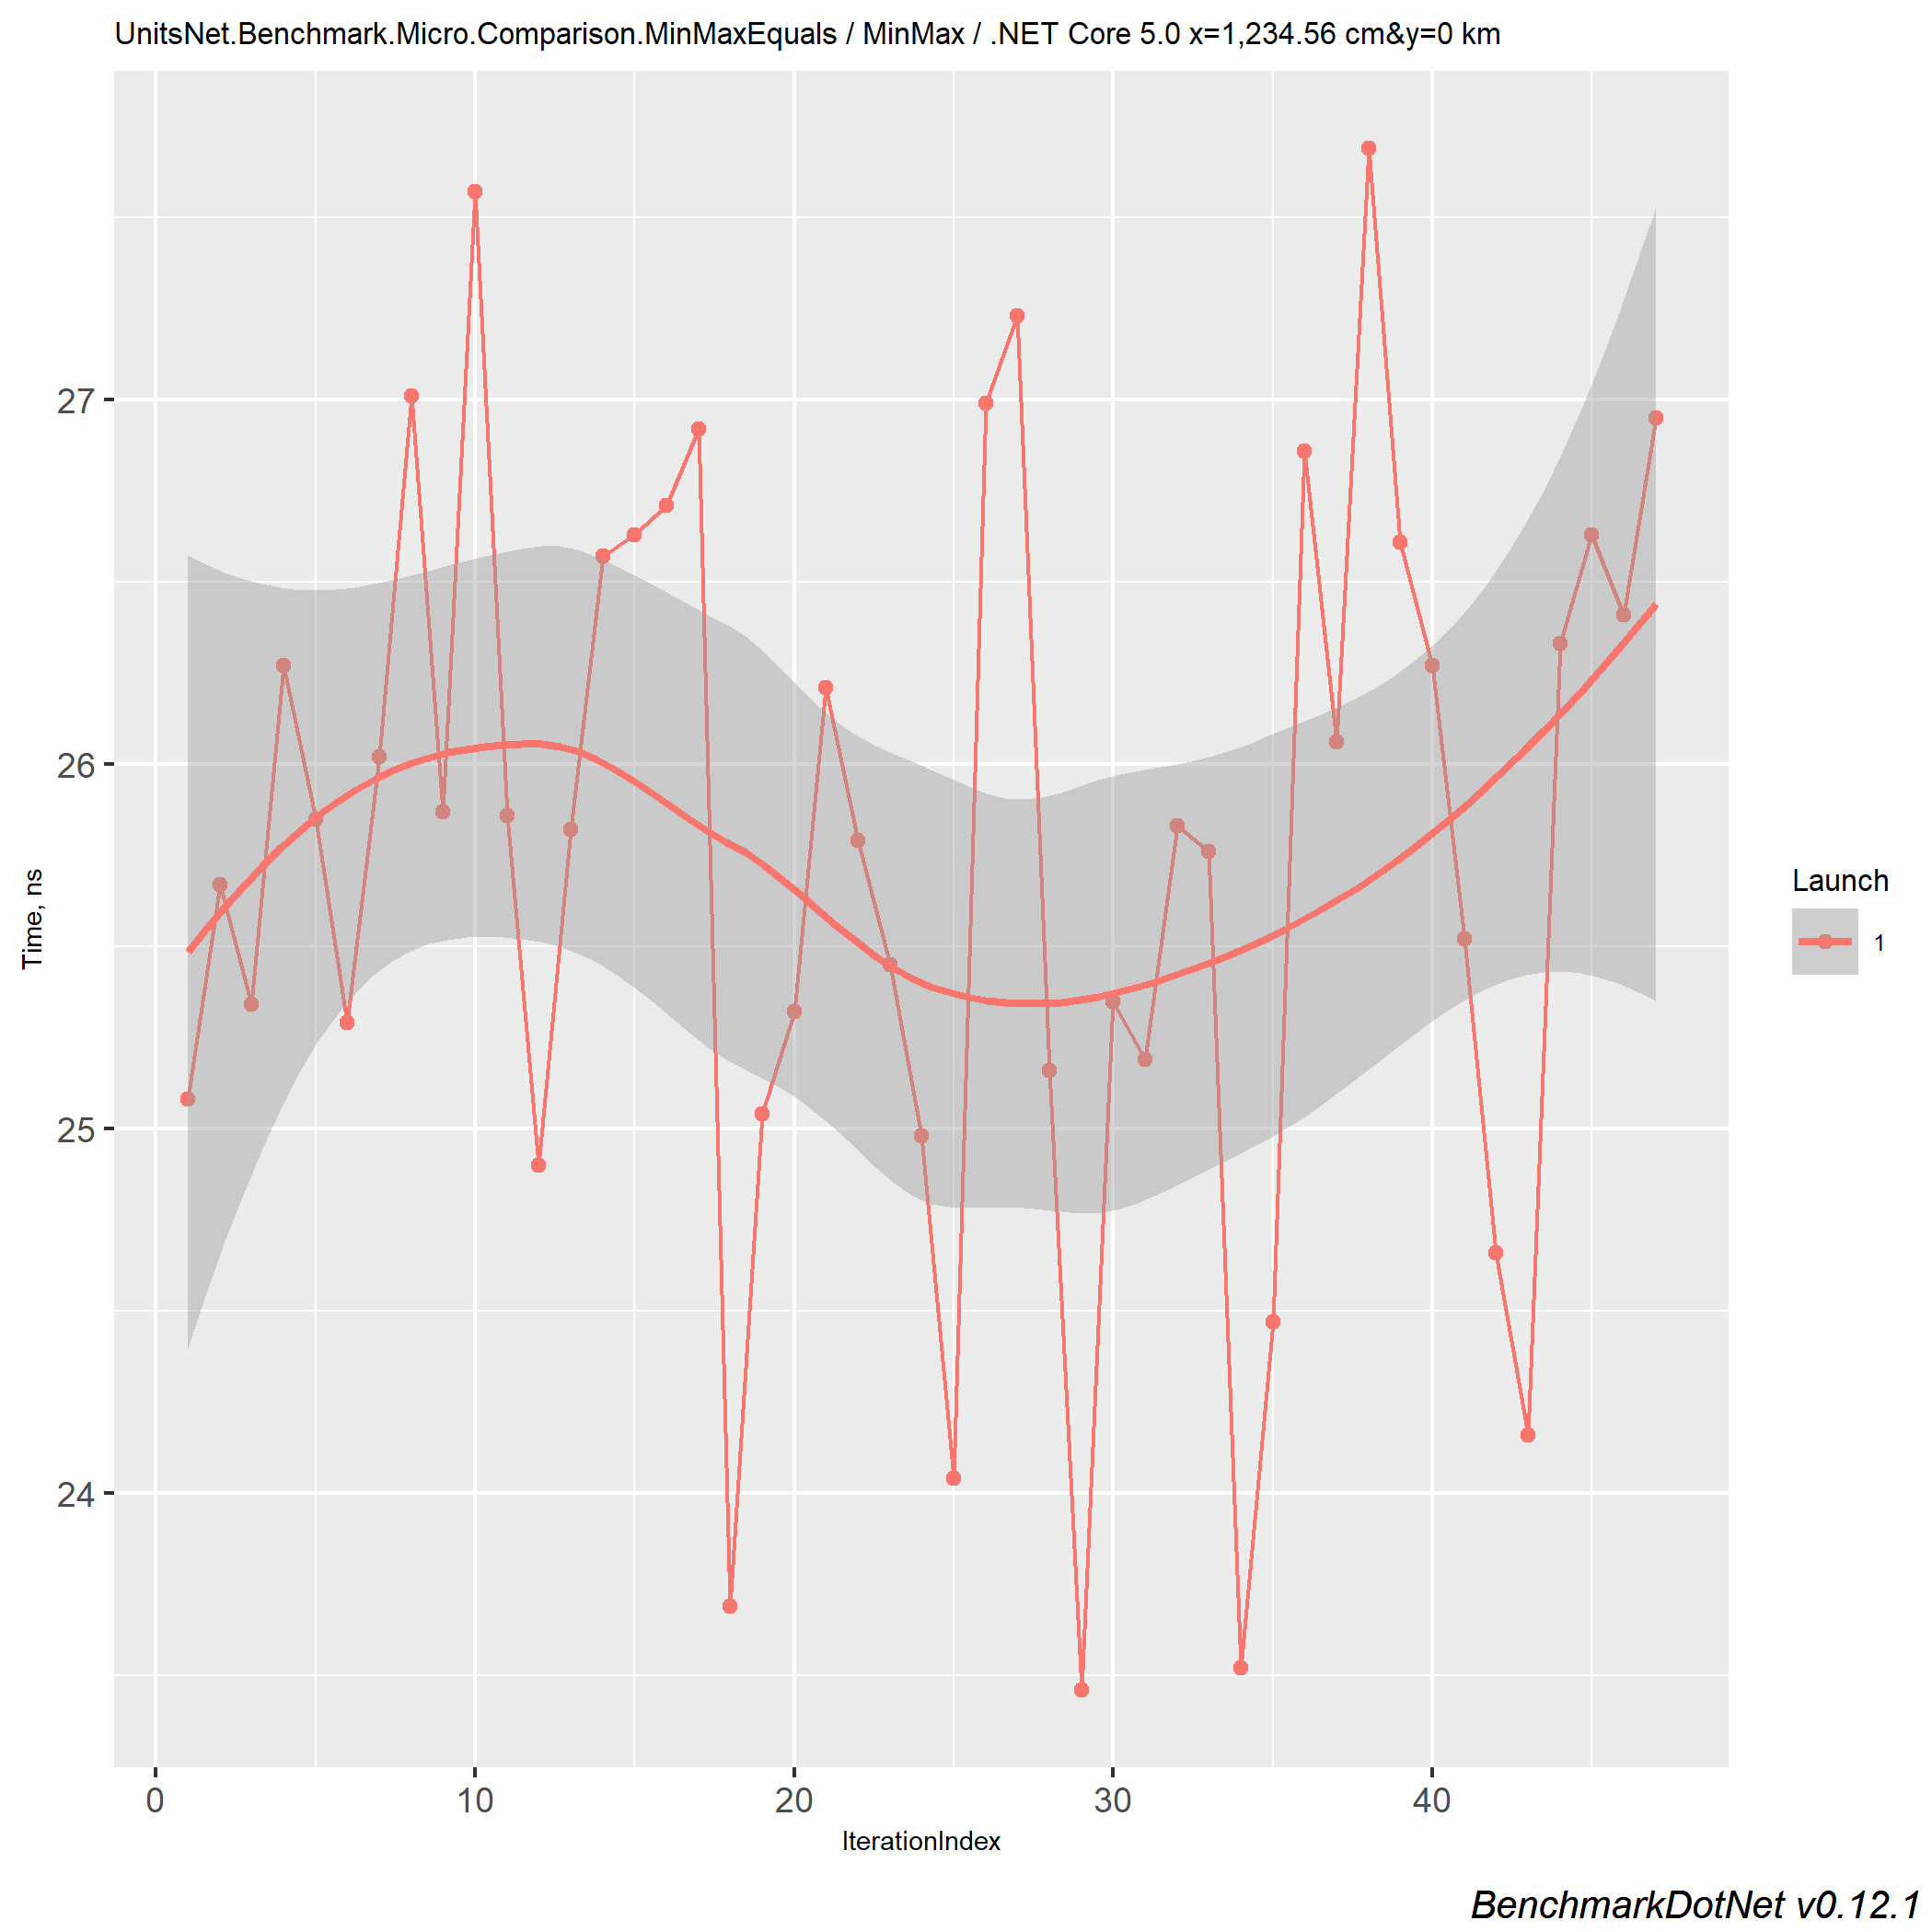 UnitsNet.Benchmark.Micro.Comparison.MinMaxEquals / MinMax / .NET Core 5.0 x=1,234.56 cm&y=0 km
27
26
25
24
Time, ns
0 10 20 30 40
IterationIndex
Launch
1
BenchmarkDotNet v0.12.1